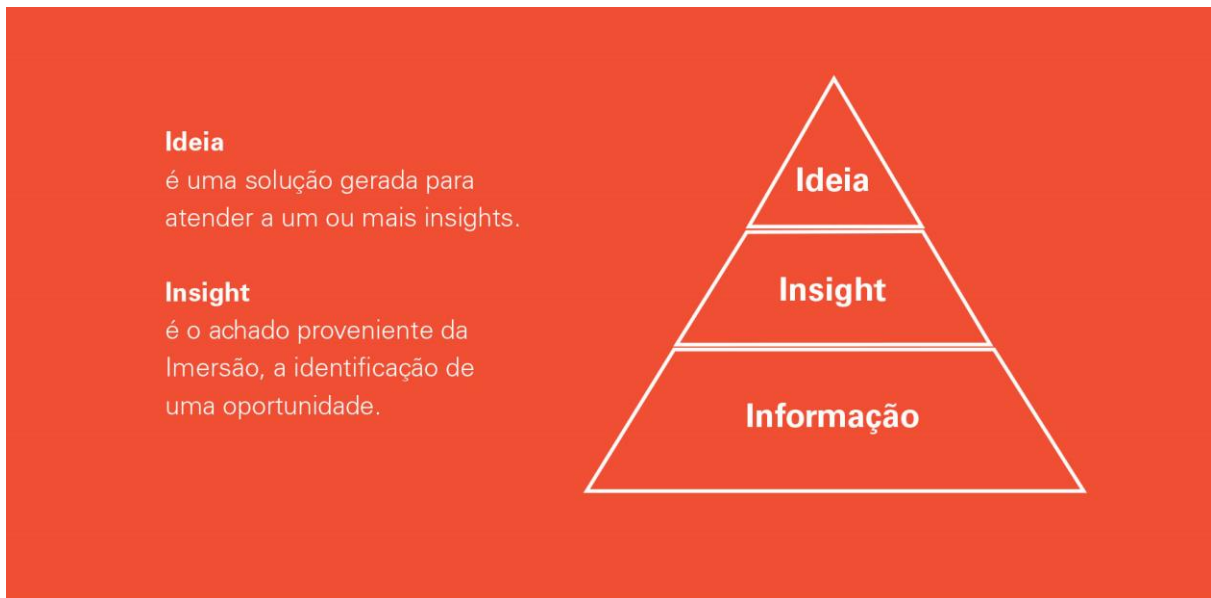 Ideia
é uma solução gerada para
atender a um ou mais insights.
Insight
é o achado proveniente da
Imersão, a identificação de
uma oportunidade.
Ideia
Insight
Informação